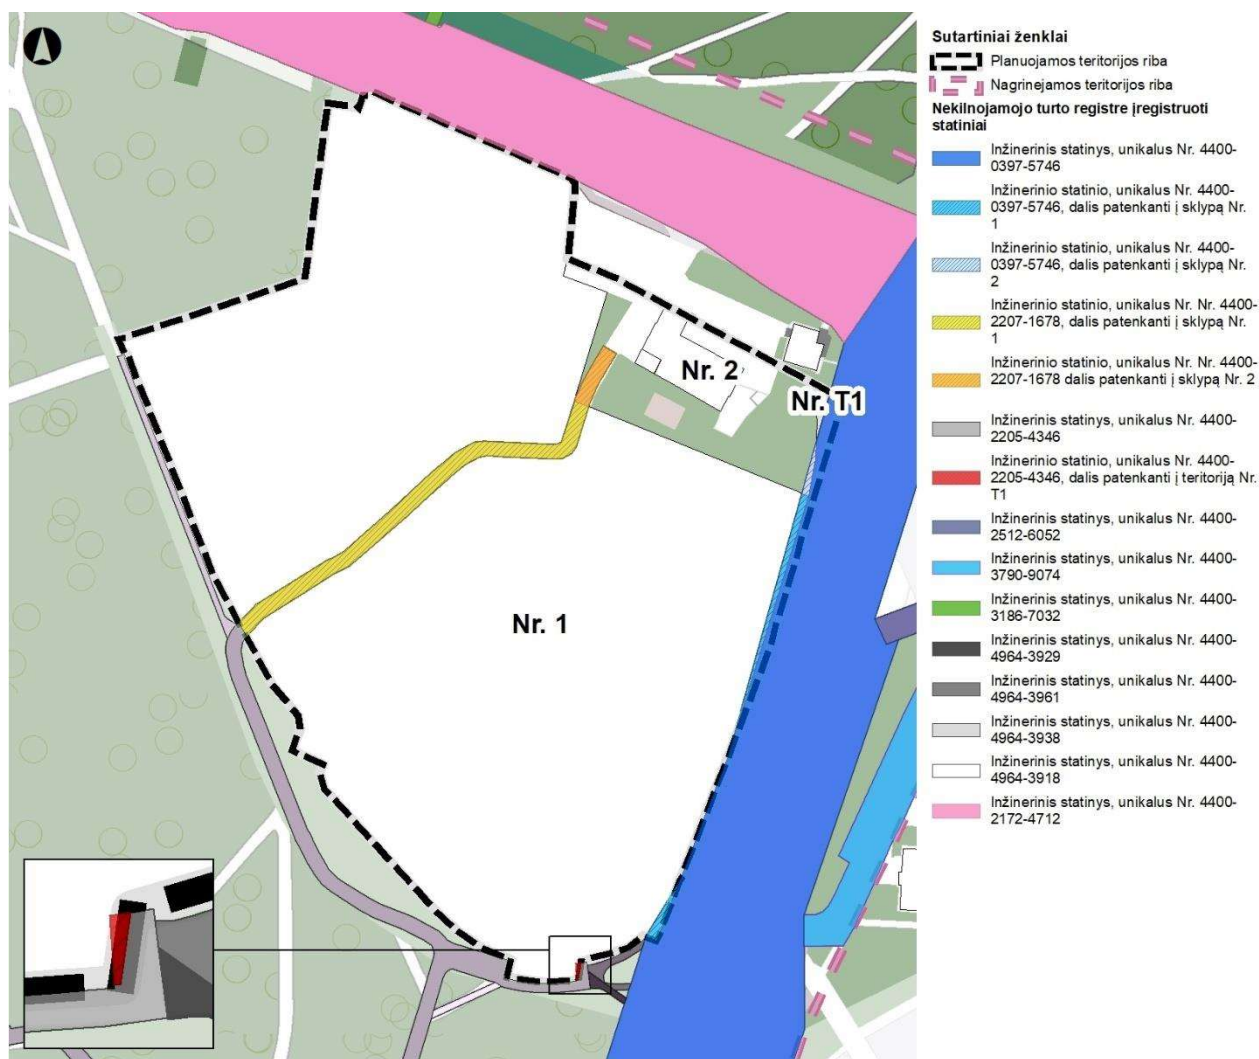 Nr. 2
Nr. T1
Nr. 1
Sutartiniai ženklai
Planuojamos teritorijos riba
Nagrinėjamos teritorijos riba
Nekilnojamojo turto registre įregistruoti
statiniai
Inžinerinis statinys, unikalus Nr. 4400-
0397-5746
Inžinerinio statinio, unikalus Nr. 4400-
0397-5746, dalis patenkanti į sklypą Nr.
1
Inžinerinio statinio, unikalus Nr. 4400-
0397-5746, dalis patenkanti į sklypą Nr.
2
Inžinerinio statinio, unikalus Nr. Nr. 4400-
2207-1678, dalis patenkanti į sklypą Nr.
1
Inžinerinio statinio, unikalus Nr. Nr. 4400-
2207-1678 dalis patenkanti į sklypą Nr. 2
Inžinerinis statinys, unikalus Nr. 4400-
2205-4346
Inžinerinio statinio, unikalus Nr. 4400-
2205-4346, dalis patenkanti į teritoriją Nr.
T1
Inžinerinis statinys, unikalus Nr. 4400-
2512-6052
Inžinerinis statinys, unikalus Nr. 4400-
3790-9074
Inžinerinis statinys, unikalus Nr. 4400-
3186-7032
Inžinerinis statinys, unikalus Nr. 4400-
4964-3929
Inžinerinis statinys, unikalus Nr. 4400-
4964-3961
Inžinerinis statinys, unikalus Nr. 4400-
4964-3938
Inžinerinis statinys, unikalus Nr. 4400-
4964-3918
Inžinerinis statinys, unikalus Nr. 4400-
2172-4712